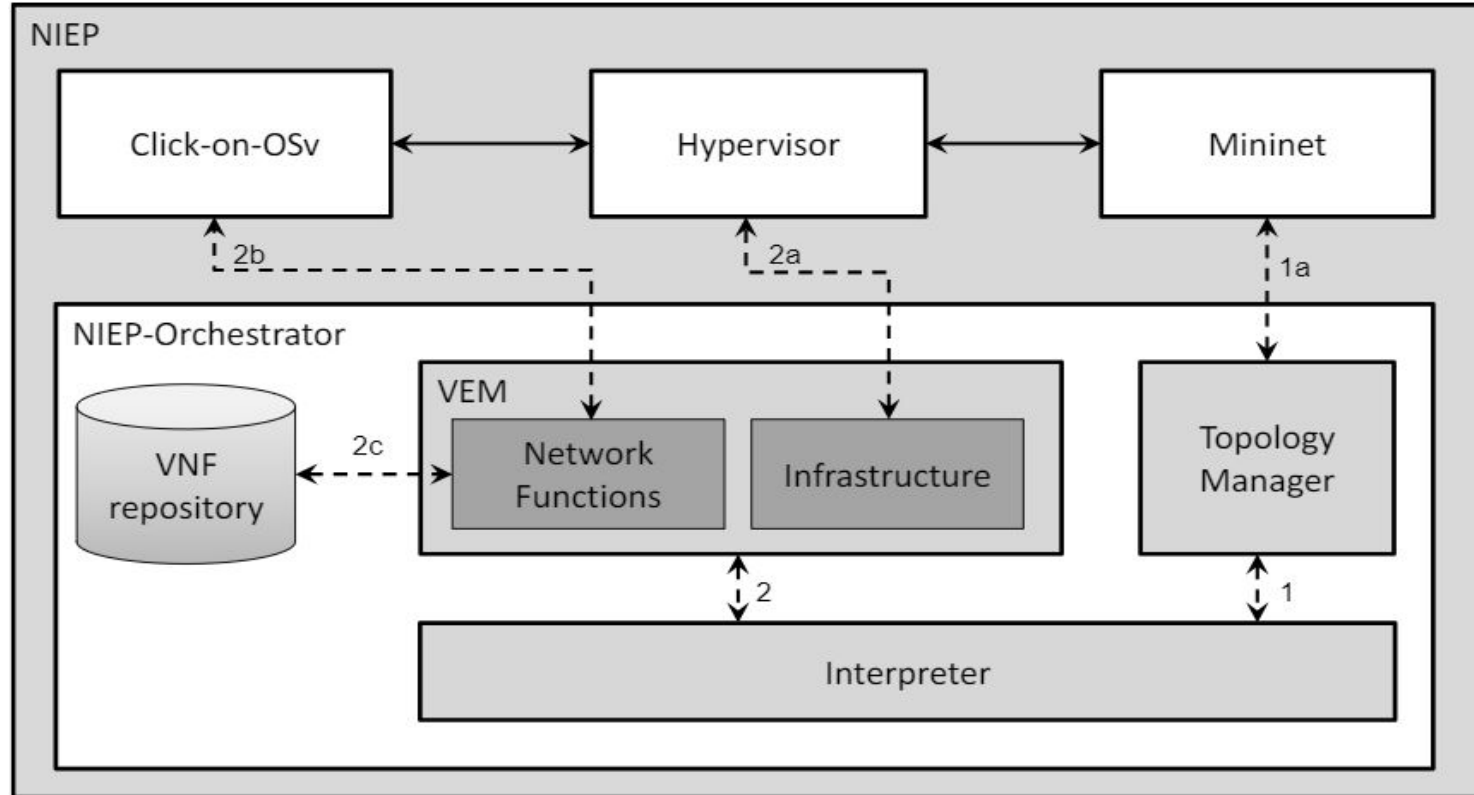 NIEP
Click-on-OSv
Hypervisor
Mininet
2b
2a
1a
NIEP-Orchestrator
VEM
VNF
repository
2c
Network
Functions
Infrastructure
Topology
Manager
2
1
Interpreter